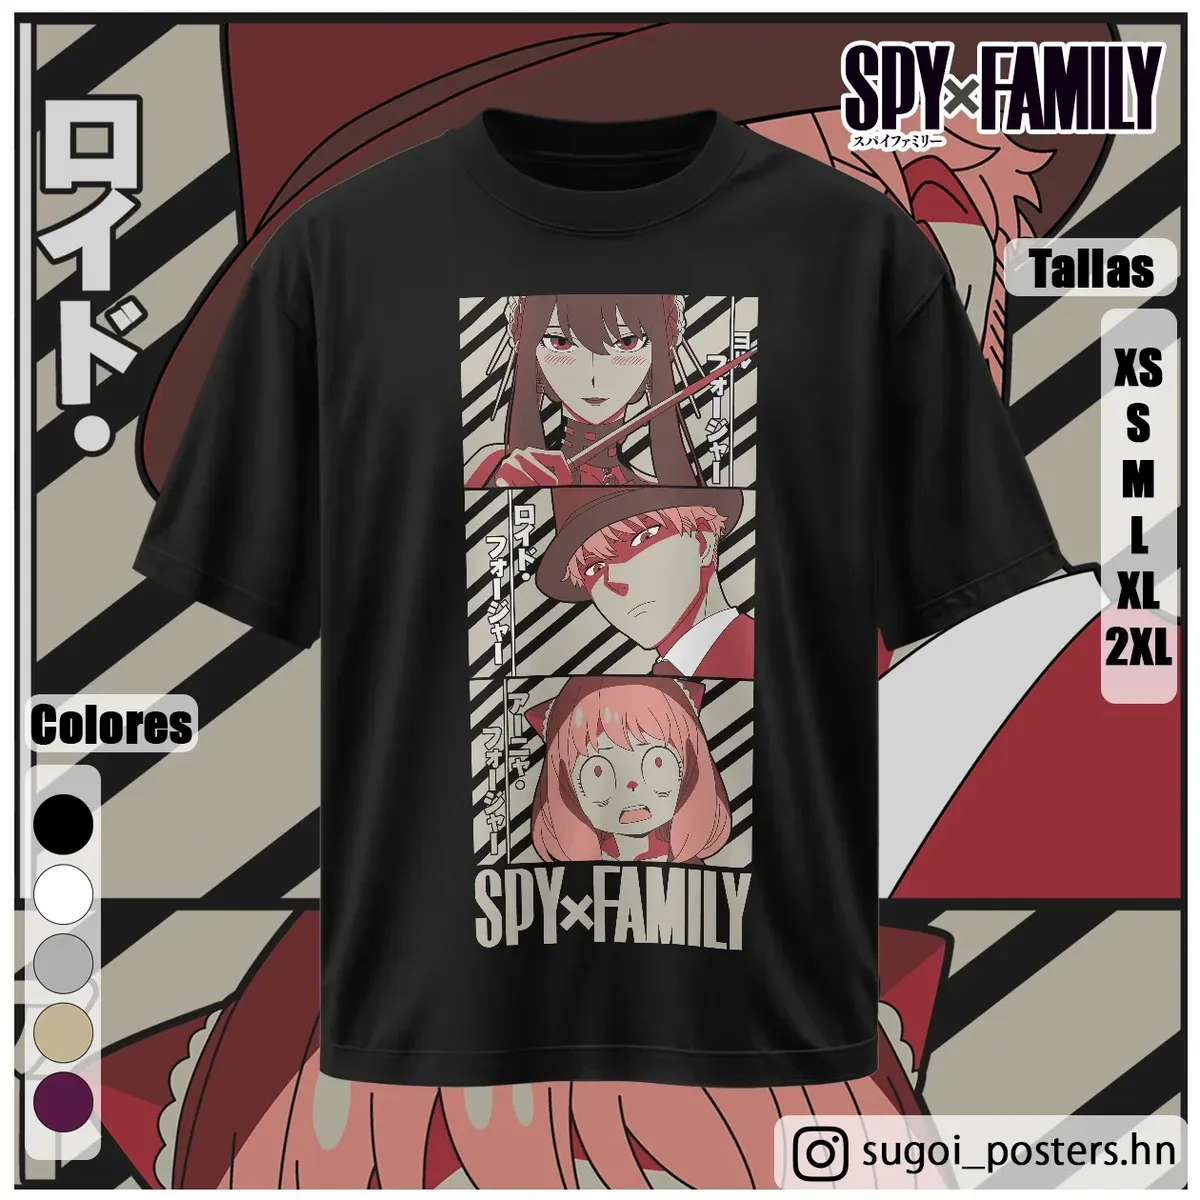 SPY×FAMILY
スパイファミリー
ロイド・
Tallas
XS
S
M
L
XL
2XL
ヨル・
フォージャー
ロイド・
フォージャー
アーニャ・
フォージャー
SPY×FAMILY
Colores
sugoi_posters.hn